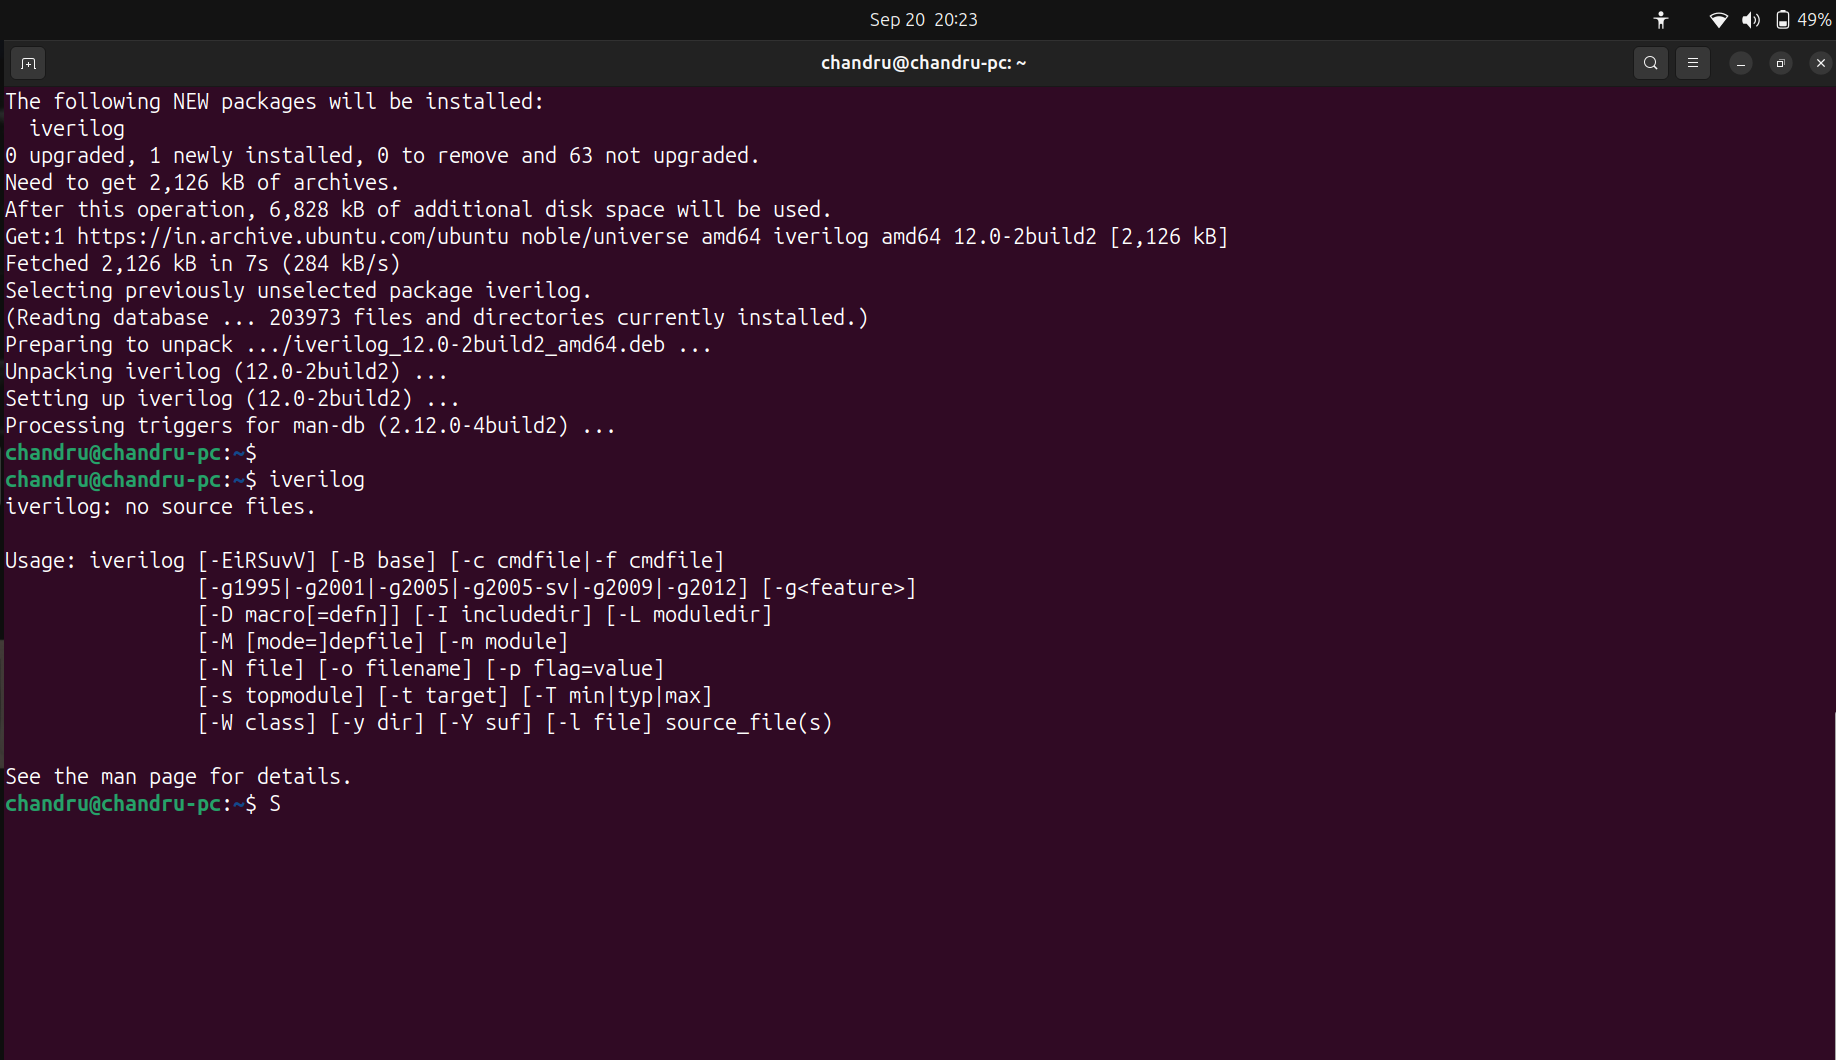 Sep 20 20:23
49%
chandru@chandru-pc: ~
The following NEW packages will be installed:
  iverilog
0 upgraded, 1 newly installed, 0 to remove and 63 not upgraded.
Need to get 2,126 kB of archives.
After this operation, 6,828 kB of additional disk space will be used.
Get:1 https://in.archive.ubuntu.com/ubuntu noble/universe amd64 iverilog amd64 12.0-2build2 [2,126 kB]
Fetched 2,126 kB in 7s (284 kB/s)
Selecting previously unselected package iverilog.
(Reading database ... 203973 files and directories currently installed.)
Preparing to unpack .../iverilog_12.0-2build2_amd64.deb ...
Unpacking iverilog (12.0-2build2) ...
Setting up iverilog (12.0-2build2) ...
Processing triggers for man-db (2.12.0-4build2) ...
chandru@chandru-pc:~$
chandru@chandru-pc:~$ iverilog
iverilog: no source files.

Usage: iverilog [-EiRSuvV] [-B base] [-c cmdfile|-f cmdfile]
                [-g1995|-g2001|-g2005|-g2005-sv|-g2009|-g2012] [-g<feature>]
                [-D macro[=defn]] [-I includedir] [-L moduledir]
                [-M [mode=]depfile] [-m module]
                [-N file] [-o filename] [-p flag=value]
                [-s topmodule] [-t target] [-T min|typ|max]
                [-W class] [-y dir] [-Y suf] [-l file] source_file(s)

See the man page for details.
chandru@chandru-pc:~$ S